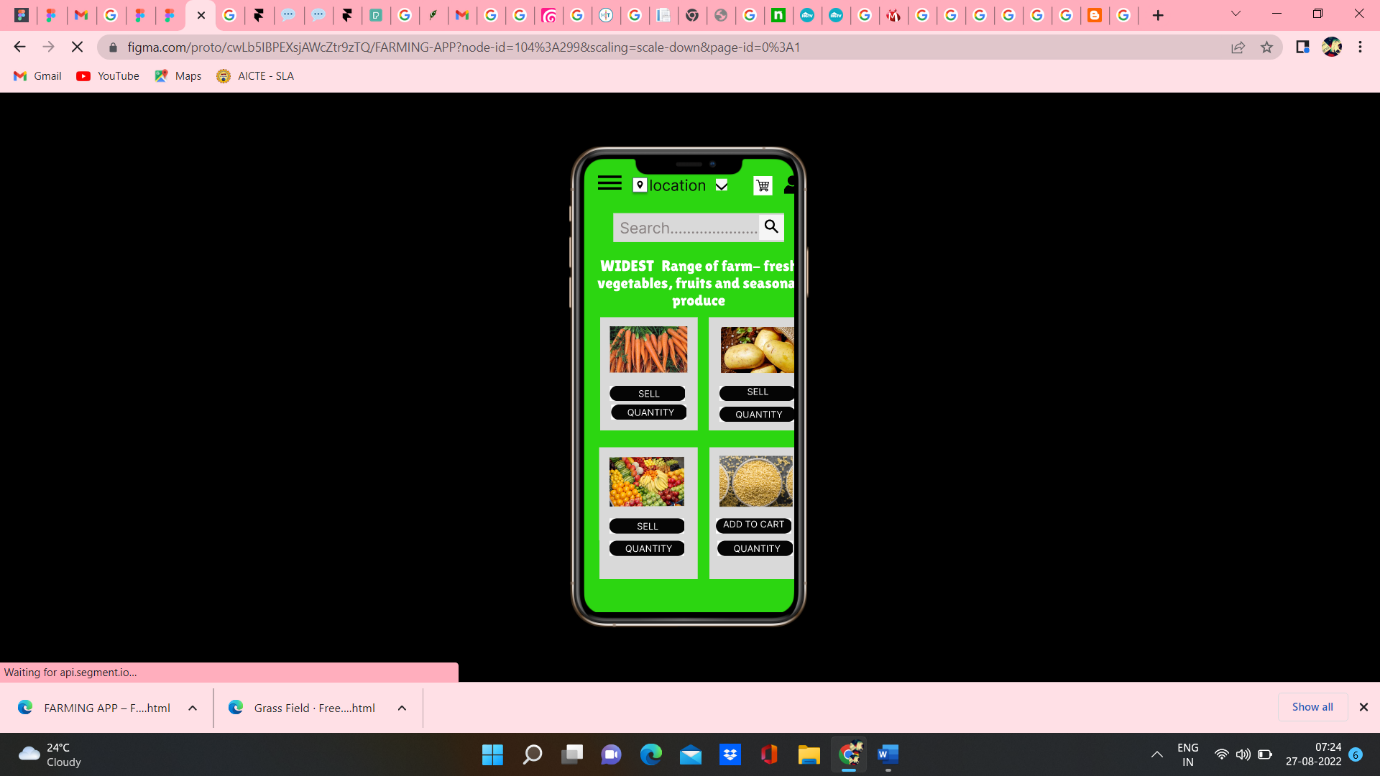 figma.com/proto/cwLb5IBPEXsjAWcZtr9zTQ/FARMING-APP?node-id=104%3A299&scaling=scale-down&page-id=0%3A1
Gmail YouTube Maps AICTE - SLA
location
Search.....................
WIDEST Range of farm- fresh
vegetables, fruits and seasona
produce
SELL SELL
QUANTITY QUANTITY
SELL ADD TO CART
QUANTITY QUANTITY
Waiting for api.segment.io...
FARMING APP – F....html Grass Field · Free....html Show all
24°C
Cloudy
ENG
IN
07:24
27-08-2022
6